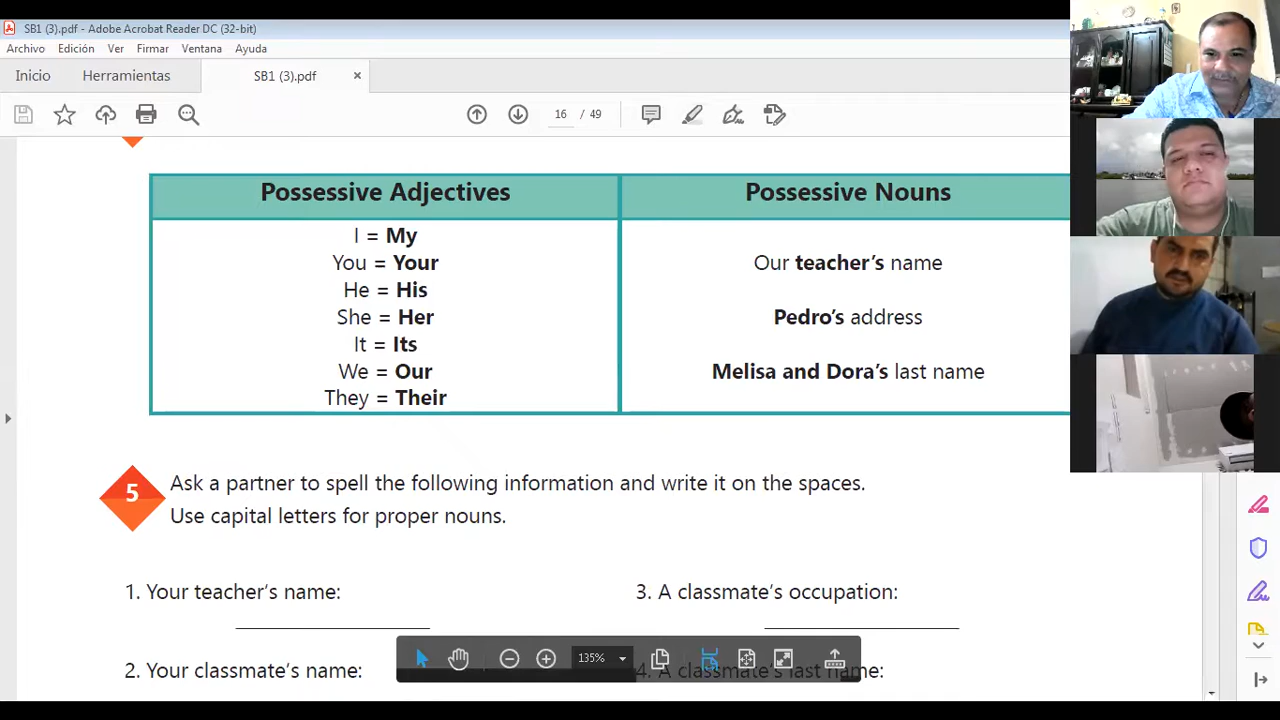 SB1 (3).pdf - Adobe Acrobat Reader DC (32-bit)
Archivo Edición Ver Firmar Ventana Ayuda
Inicio Herramientas SB1 (3).pdf ×
16 / 49
Possessive Adjectives
I = My
You = Your
He = His
She = Her
It = Its
We = Our
They = Their
Possessive Nouns
Our teacher's name
Pedro's address
Melisa and Dora's last name
5
Ask a partner to spell the following information and write it on the spaces.
Use capital letters for proper nouns.
1. Your teacher's name:
3. A classmate's occupation:
2. Your classmate's name:
4. A classmate's last name:
135%